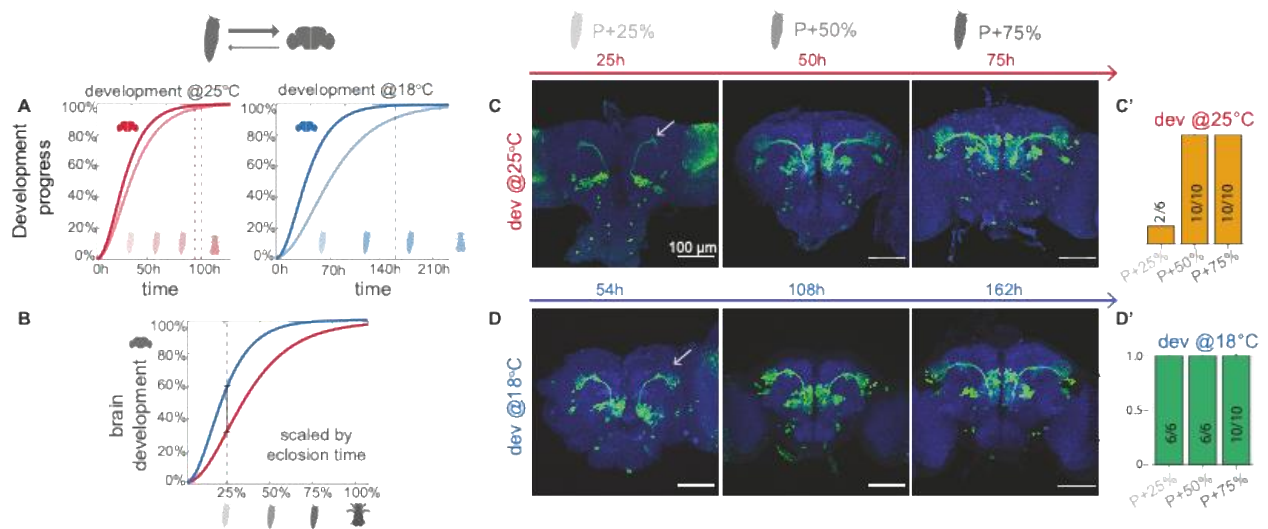 P+25%
P+50%
P+75%
25h
50h
75h
A
development @25°C
development @18°C
100%
80%
60%
40%
20%
0%
Development
progress
0h
50h
100h
time
100%
80%
60%
40%
20%
0%
0h
70h
140h
210h
time
C
dev @25°C
100 µm
C'
dev @25°C
2/6
10/10
10/10
P+25%
P+50%
P+75%
B
brain
development
100%
80%
60%
40%
20%
0%
scaled by
eclosion time
25%
50%
75%
100%
54h
108h
162h
D
dev @18°C
D'
dev @18°C
1.0
0.5
0
6/6
6/6
10/10
P+25%
P+50%
P+75%